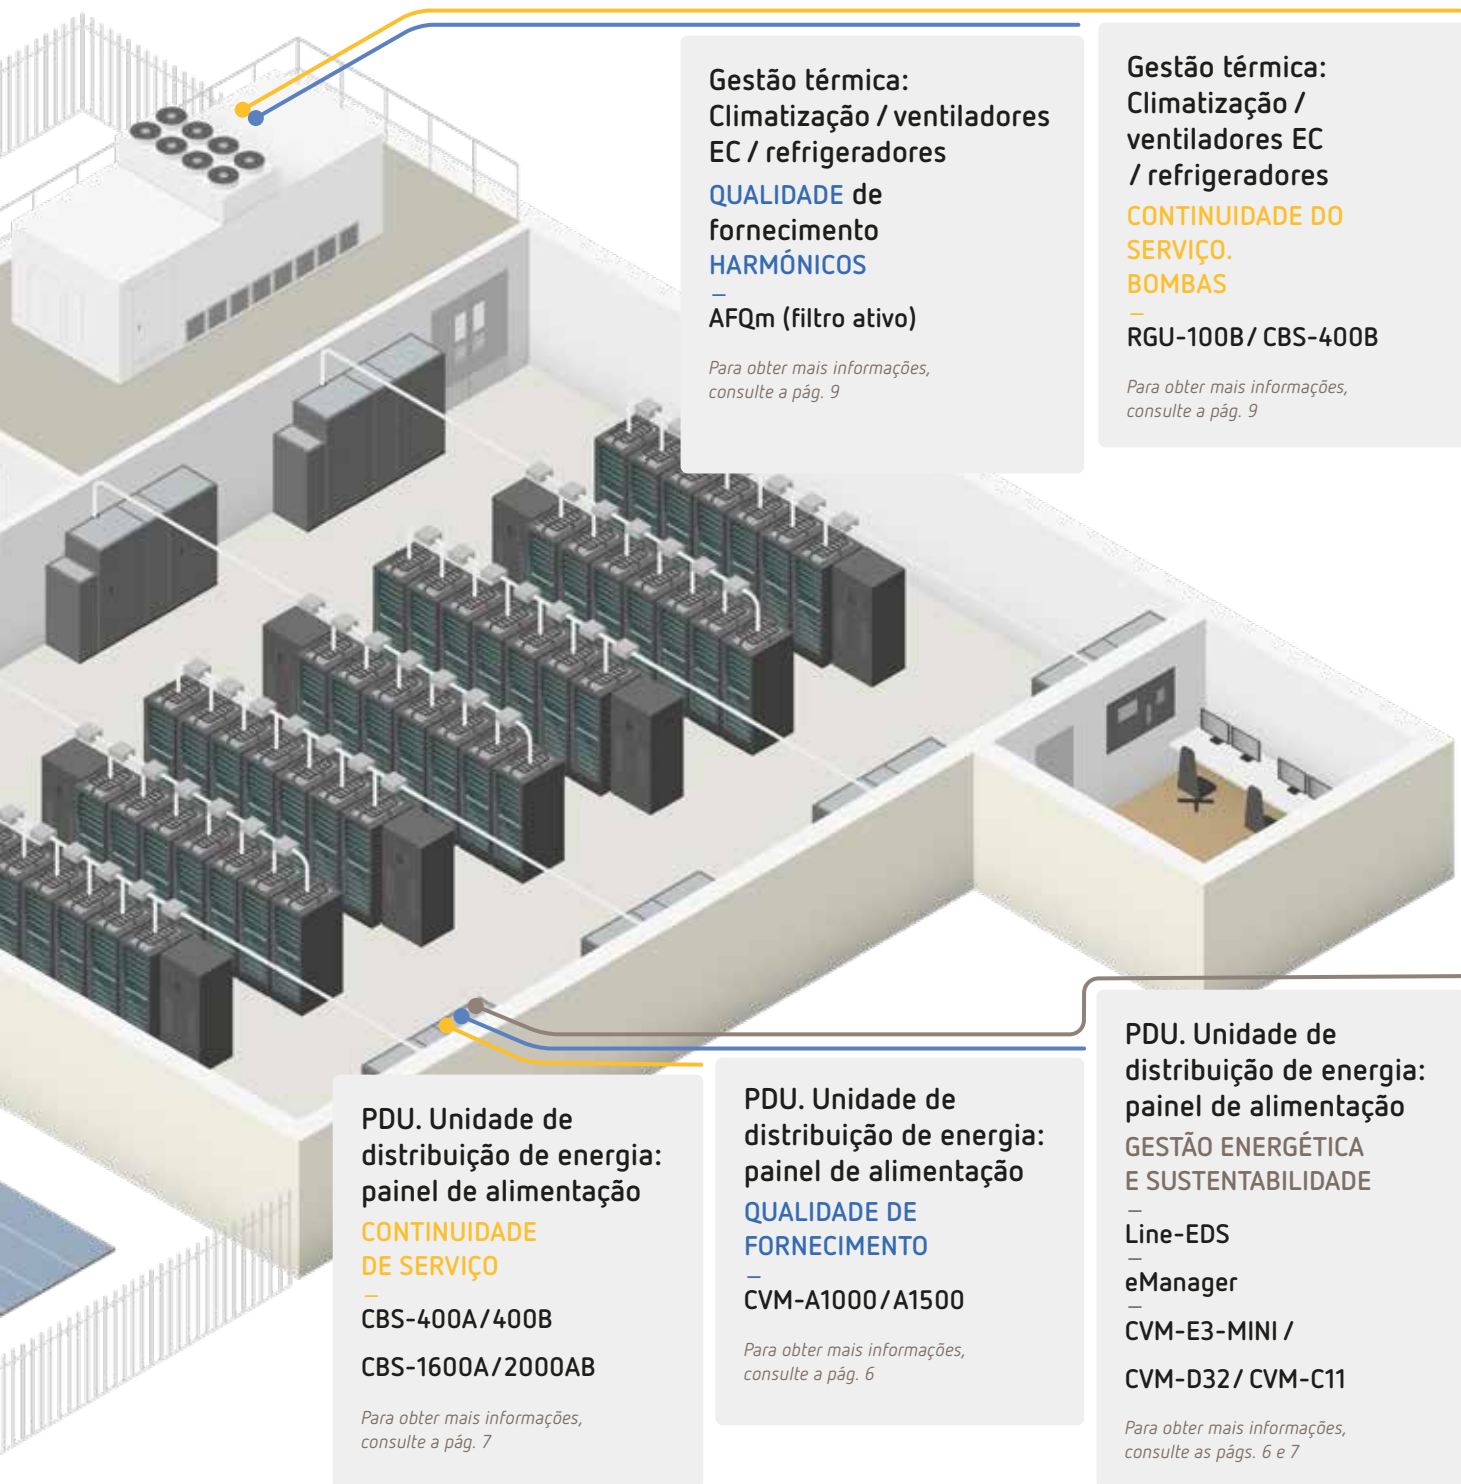 Gestão térmica:
Climatização / ventiladores
EC / refrigeradores
QUALIDADE de
fornecimento
HARMÓNICOS
–
AFQm (filtro ativo)
Para obter mais informações,
consulte a pág. 9
Gestão térmica:
Climatização /
ventiladores EC
/ refrigeradores
CONTINUIDADE DO
SERVIÇO.
BOMBAS
–
RGU-100B / CBS-400B
Para obter mais informações,
consulte a pág. 9
PDU. Unidade de
distribuição de energia:
painel de alimentação
CONTINUIDADE
DE SERVIÇO
–
CBS-400A / 400B
CBS-1600A / 2000AB
Para obter mais informações,
consulte a pág. 7
PDU. Unidade de
distribuição de energia:
painel de alimentação
QUALIDADE DE
FORNECIMENTO
–
CVM-A1000 / A1500
Para obter mais informações,
consulte a pág. 6
PDU. Unidade de
distribuição de energia:
painel de alimentação
GESTÃO ENERGÉTICA
E SUSTENTABILIDADE
–
Line-EDS
–
eManager
–
CVM-E3-MINI /
CVM-D32 / CVM-C11
Para obter mais informações,
consulte as págs. 6 e 7